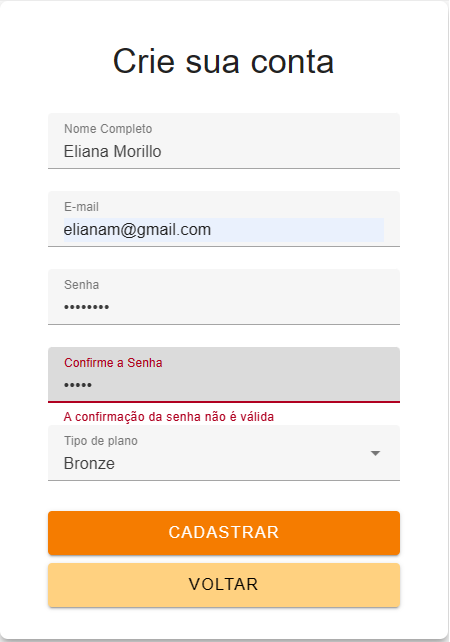 Crie sua conta
Nome Completo
Eliana Morillo
E-mail
elianam@gmail.com
Senha
••••••••
Confirme a Senha
•••••
A confirmação da senha não é válida
Tipo de plano
Bronze
CADASTRAR
VOLTAR